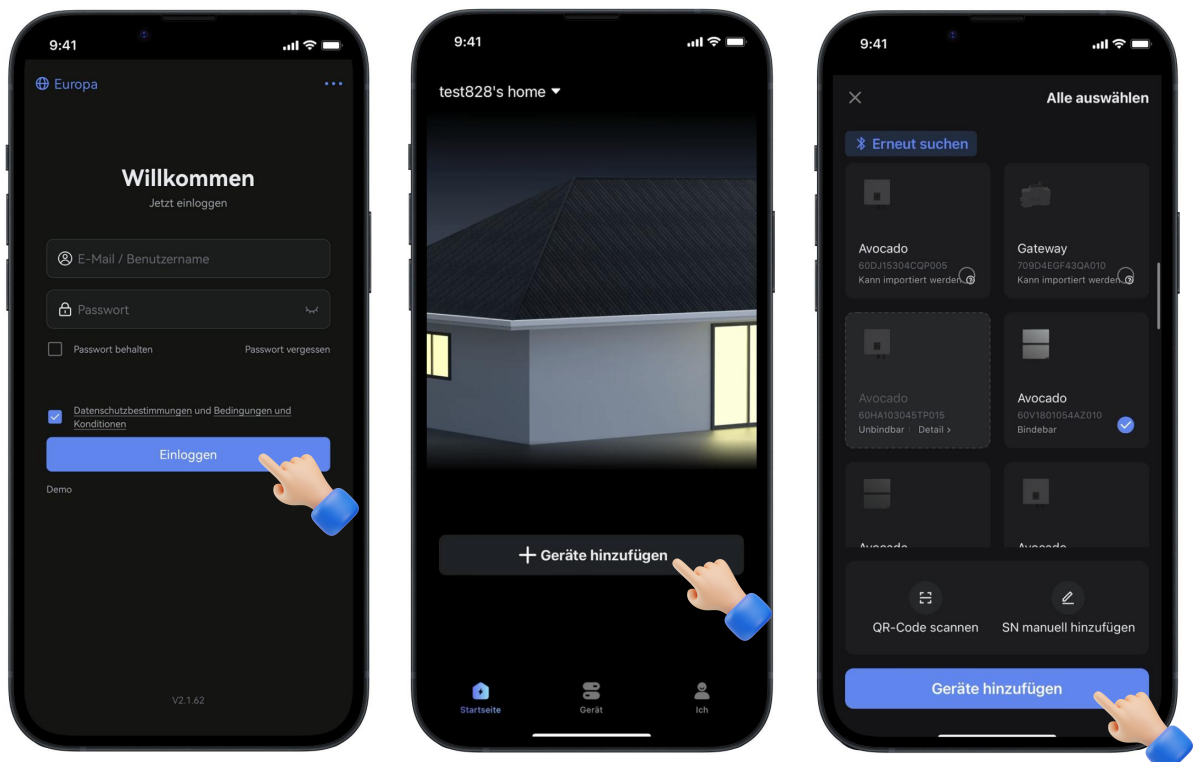 9:41
Europa
Willkommen
Jetzt einloggen
E-Mail / Benutzername
Passwort
Passwort behalten
Passwort vergessen
Datenschutzbestimmungen und Bedingungen und
Konditionen
Einloggen
Demo
V2.1.62
9:41
test828's home
Geräte hinzufügen
Startseite
Gerät
Ich
9:41
Alle auswählen
Erneut suchen
Avocado
60DJ15304CQP005
Kann importiert werden
Gateway
709D4EGF43QA010
Kann importiert werden
Avocado
60HA103045TP015
Unbindbar | Detail >
Avocado
60V1801054AZ010
Bindebar
Avocado
Avocado
QR-Code scannen
SN manuell hinzufügen
Geräte hinzufügen